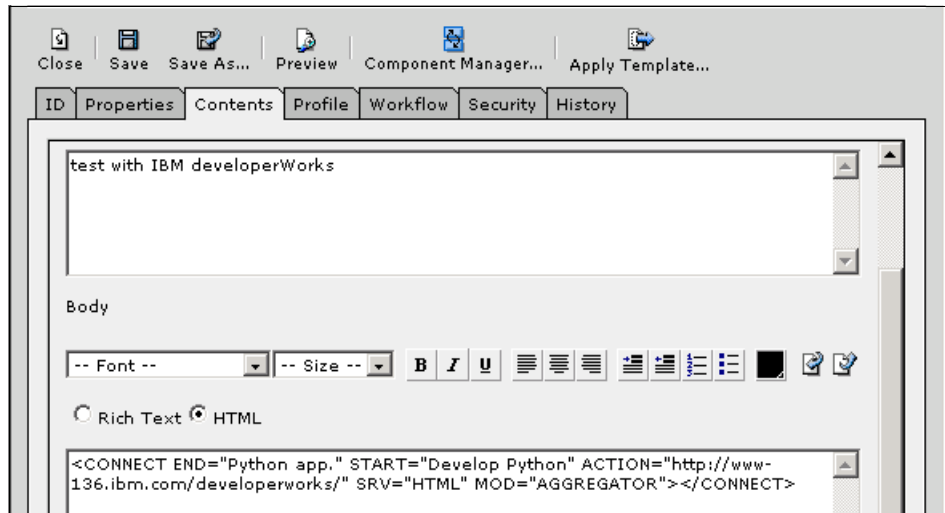 Close Save Save As... Preview Component Manager... Apply Template...
ID Properties Contents Profile Workflow Security History
test with IBM developerWorks
Body
-- Font -- -- Size -- B I U
Rich Text HTML
<CONNECT END="Python app." START="Develop Python" ACTION="http://www-
136.ibm.com/developerworks/" SRV="HTML" MOD="AGGREGATOR"></CONNECT>